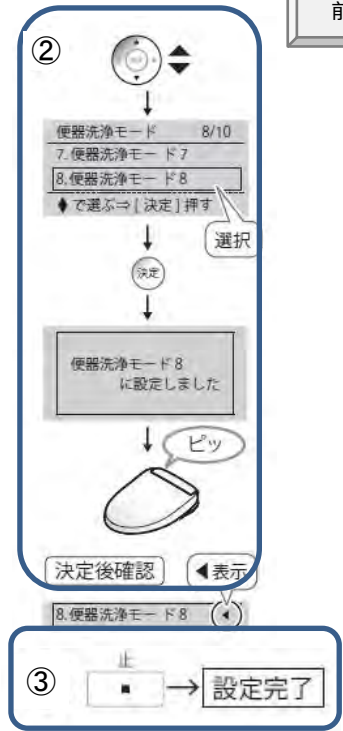 前
②
便器洗浄モード 8/10
7.便器洗浄モード7
8.便器洗浄モード8
♦で選ぶ⇒[決定]押す
選択
決定
便器洗浄モード8
に設定しました
ピッ
決定後確認
◀表示
8.便器洗浄モード8 ◀
③
止
■ → 設定完了